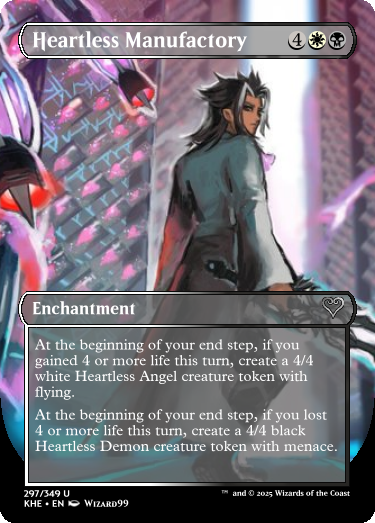 Heartless Manufactory 4
Enchantment
At the beginning of your end step, if you
gained 4 or more life this turn, create a 4/4
white Heartless Angel creature token with
flying.
At the beginning of your end step, if you lost
4 or more life this turn, create a 4/4 black
Heartless Demon creature token with menace.
297/349 U
KHE • EN Wizard99
™ and © 2025 Wizards of the Coast